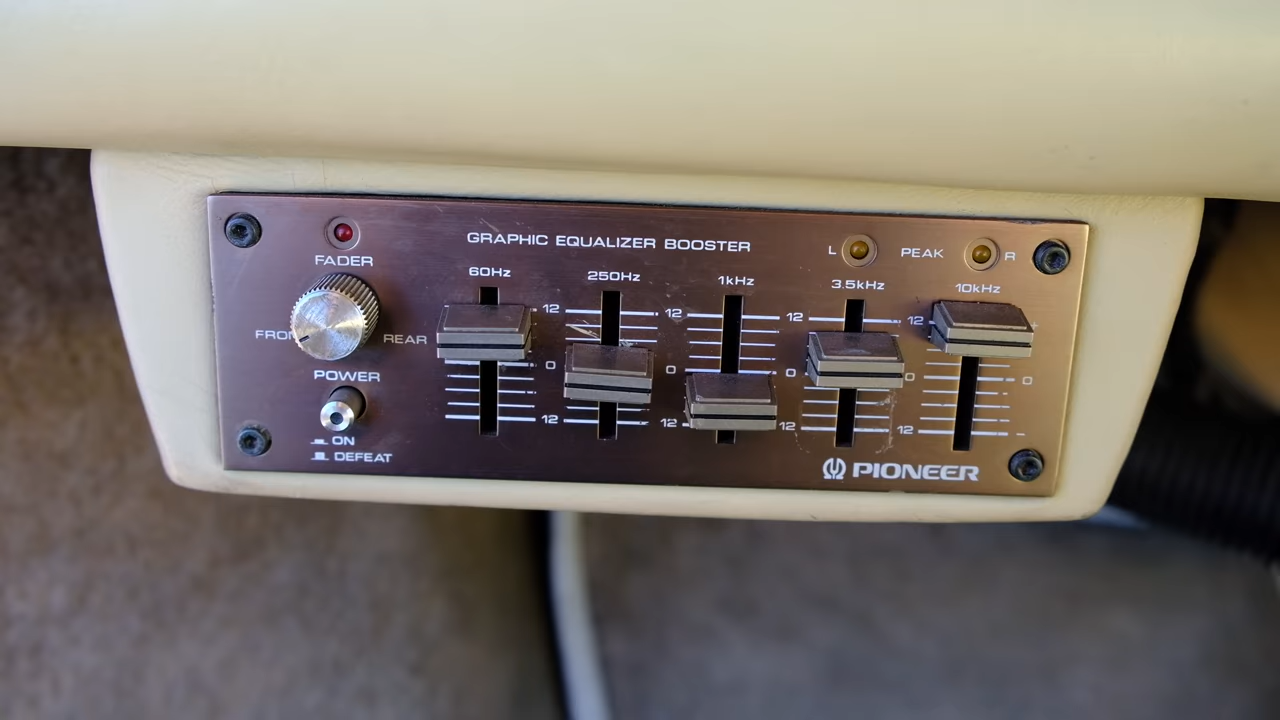 GRAPHIC EQUALIZER BOOSTER
L PEAK R
FADER
60Hz 250Hz 1kHz 3.5kHz 10kHz
12 12 12 12
REAR
0 0 0 0 0
POWER
12 12 12 12
ON
DEFEAT
PIONEER